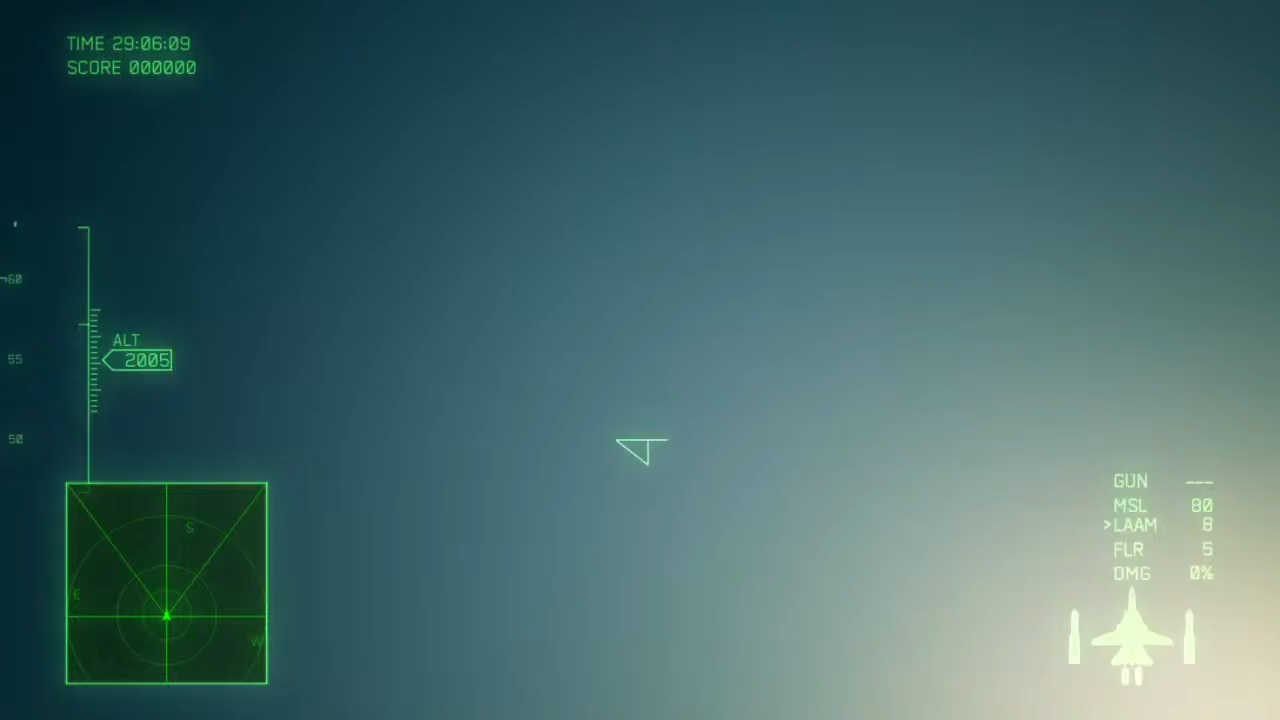 TIME 29:06:09
SCORE 000000
60
ALT
2005
55
50
GUN ---
MSL 80
>LAAM 8
FLR 5
DMG 0%
S
E
W